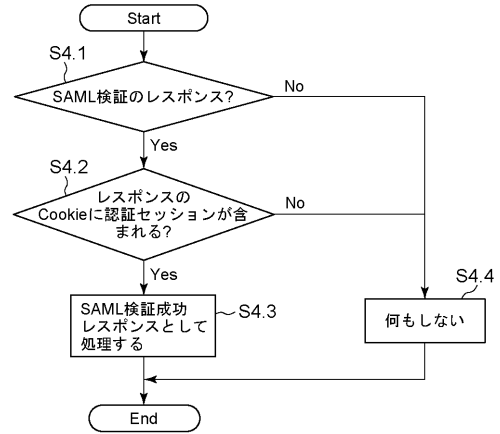 Start
S4.1
SAML検証のレスポンス?
No
Yes
S4.2
レスポンスの
Cookieに認証セッションが含
まれる?
No
Yes
SAML検証成功
レスポンスとして
処理する
S4.3
S4.4
何もしない
End